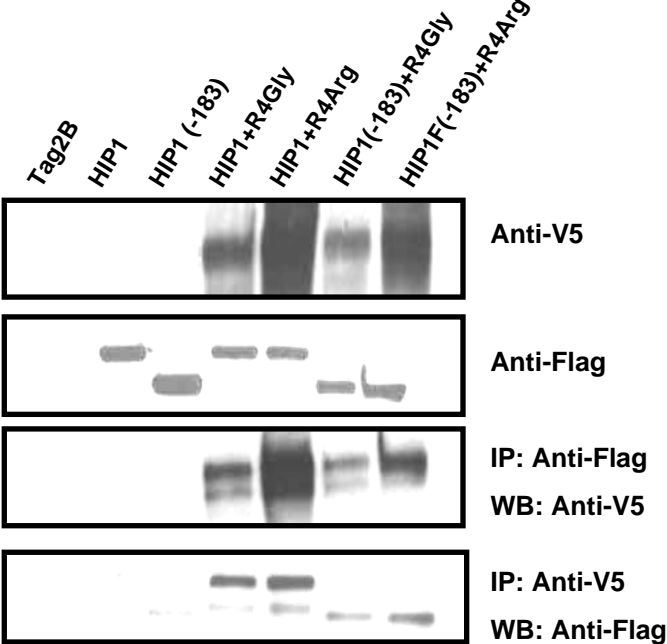 Tag2B
HIP1
HIP1 (-183)
HIP1+R4Gly
HIP1+R4Arg
HIP1(-183)+R4Gly
HIP1F(-183)+R4Arg
Anti-V5
Anti-Flag
IP: Anti-Flag
WB: Anti-V5
IP: Anti-V5
WB: Anti-Flag